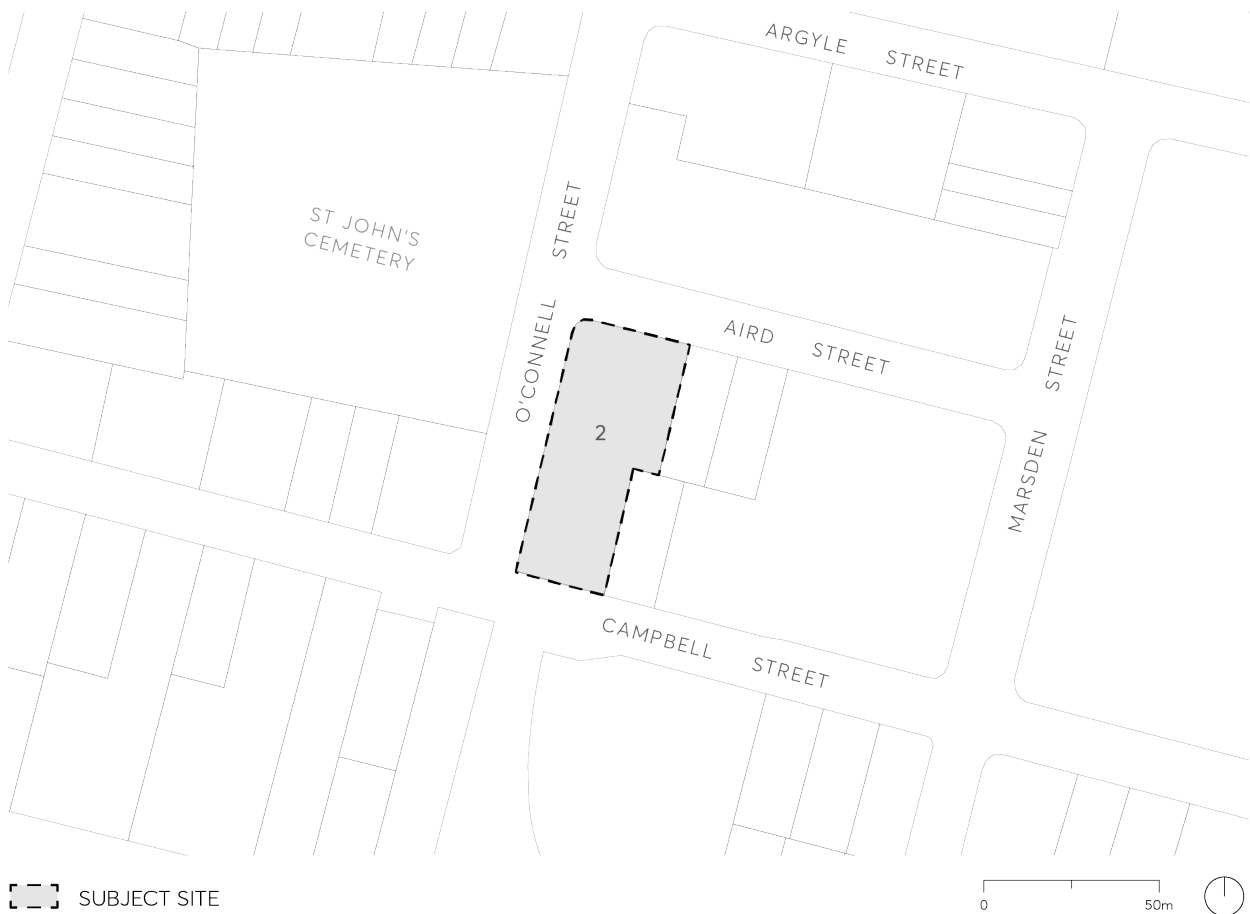 ARGYLE STREET
ST JOHN'S
CEMETERY
O'CONNELL STREET
AIRD STREET
MARSDEN STREET
2
CAMPBELL STREET
SUBJECT SITE
0 50m